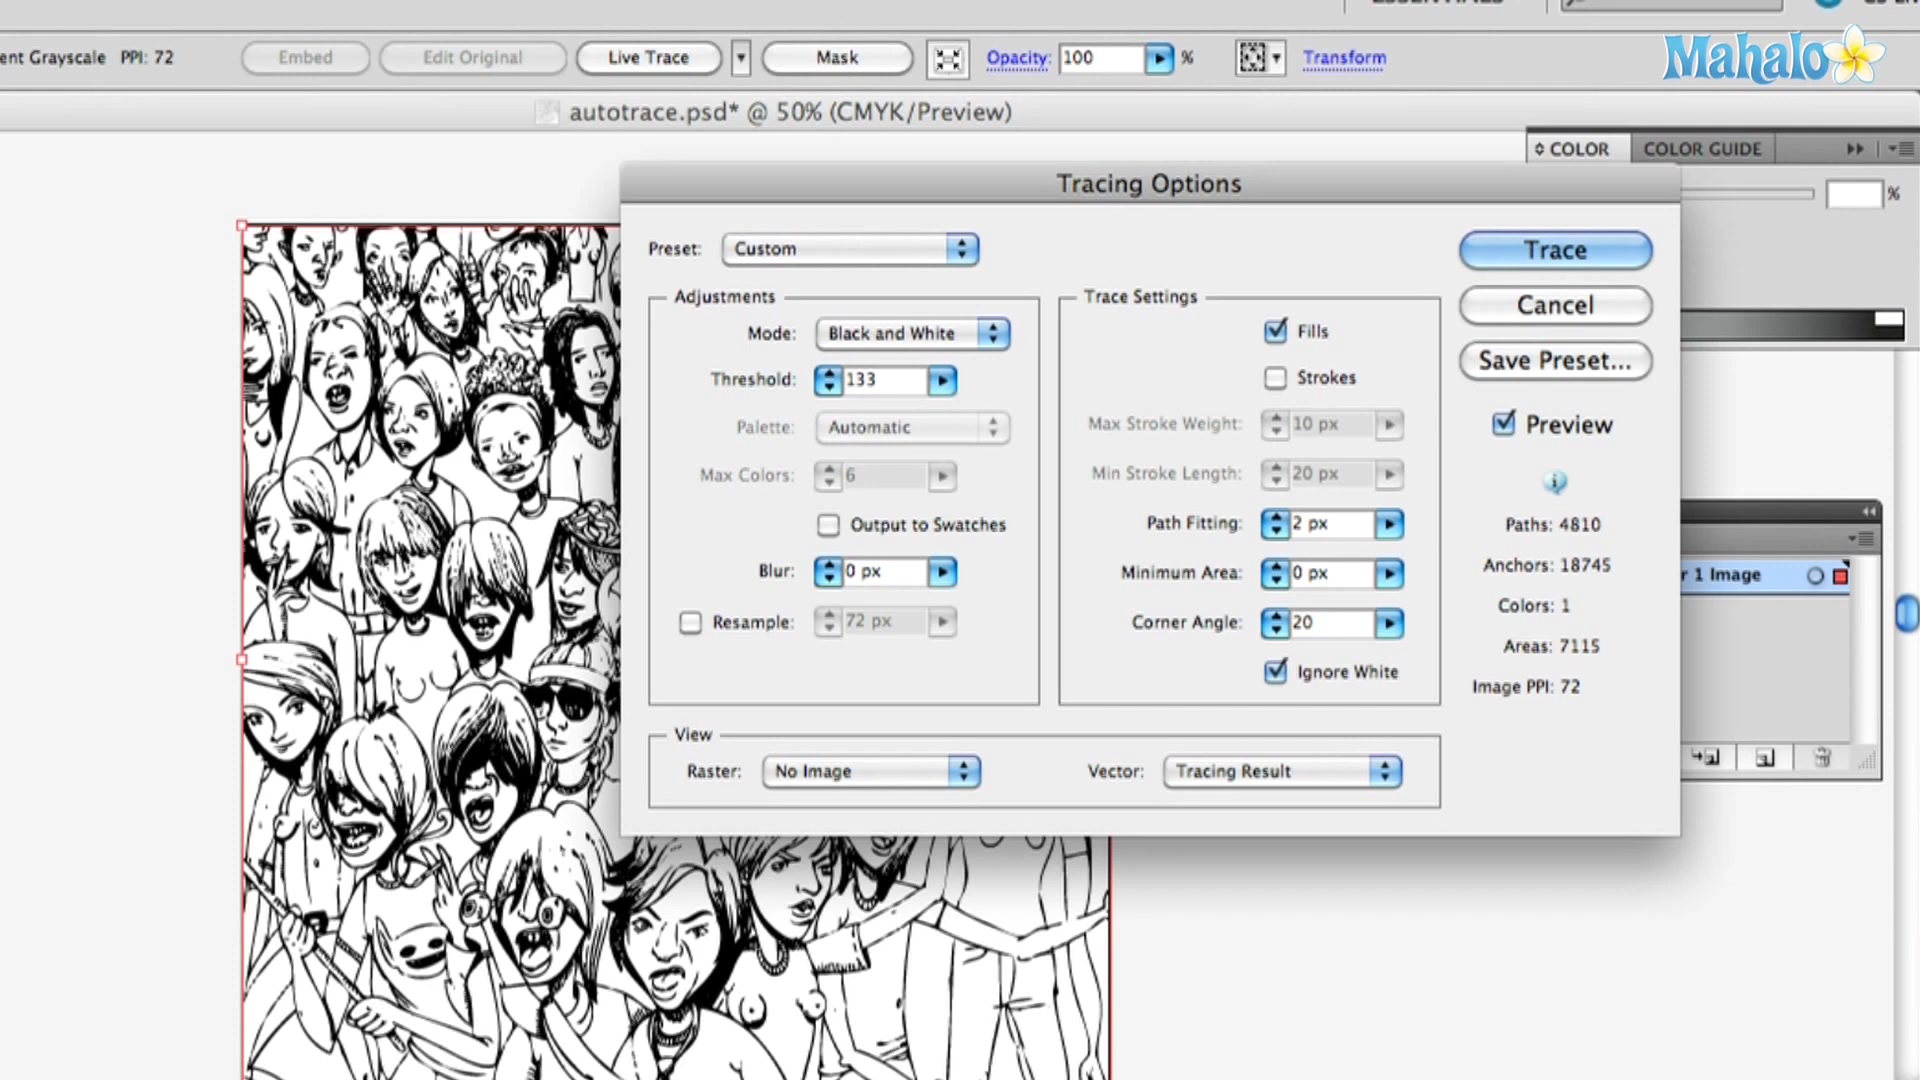 ent Grayscale PPI: 72 Embed Edit Original Live Trace Mask Opacity: 100 % Transform
Mahalo
autotrace.psd* @ 50% (CMYK/Preview)
COLOR COLOR GUIDE
%
Tracing Options
Preset: Custom
Trace
Cancel
Save Preset...
Preview
Adjustments
Mode: Black and White
Threshold: 133
Palette: Automatic
Max Colors: 6
Output to Swatches
Blur: 0 px
Resample: 72 px
Trace Settings
Fills
Strokes
Max Stroke Weight: 10 px
Min Stroke Length: 20 px
Path Fitting: 2 px
Minimum Area: 0 px
Corner Angle: 20
Ignore White
Paths: 4810
Anchors: 18745
Colors: 1
Areas: 7115
Image PPI: 72
View
Raster: No Image Vector: Tracing Result
r 1 Image